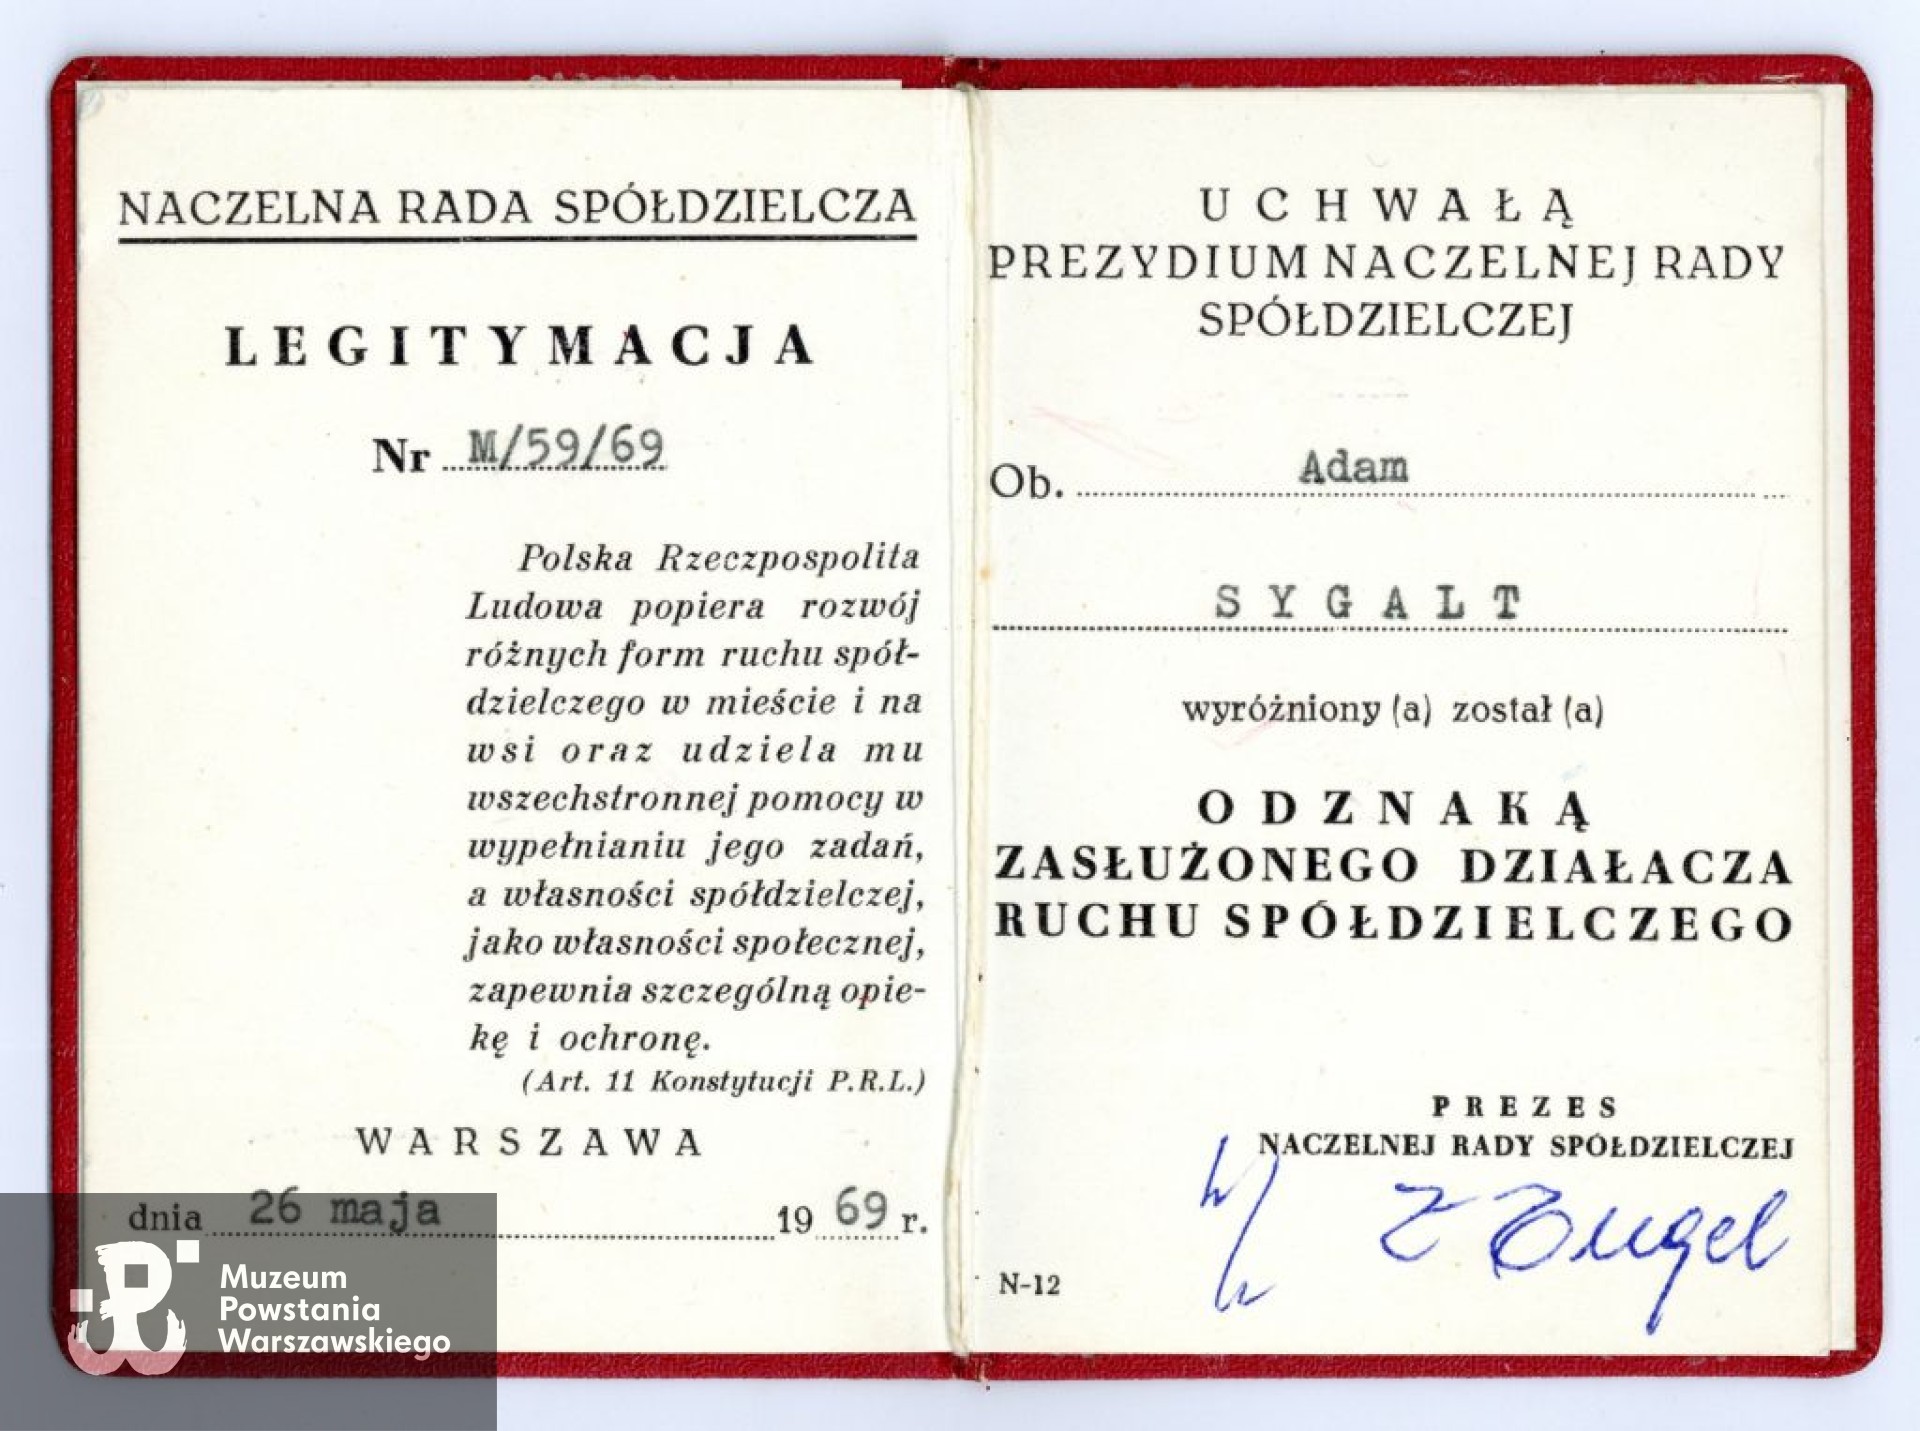 NACZELNA RADA SPÓŁDZIELCZA
LEGITYMACJA
Nr M/59/69
Polska Rzeczpospolita
Ludowa popiera rozwój
różnych form ruchu spół-
dzielczego w mieście i na
wsi oraz udziela mu
wszechstronnej pomocy w
wypełnianiu jego zadań,
a własności spółdzielczej,
jako własności społecznej,
zapewnia szczególną opie-
kę i ochronę.
(Art. 11 Konstytucji P.R.L.)
WARSZAWA
dnia 26 maja 1969 r.
Muzeum
Powstania
Warszawskiego
UCHWAŁĄ
PREZYDIUM NACZELNEJ RADY
SPÓŁDZIELCZEJ
Ob. Adam
SYGALT
wyróżniony (a) został (a)
ODZNAKĄ
ZASŁUŻONEGO DZIAŁACZA
RUCHU SPÓŁDZIELCZEGO
PREZES
NACZELNEJ RADY SPÓŁDZIELCZEJ
N-12